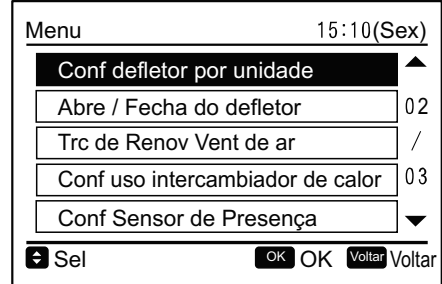 Menu 15:10(Sex)
Conf defletor por unidade
Abre / Fecha do defletor 02
Trc de Renov Vent de ar /
Conf uso intercambiador de calor 03
Conf Sensor de Presença
Sel OK OK Voltar Voltar